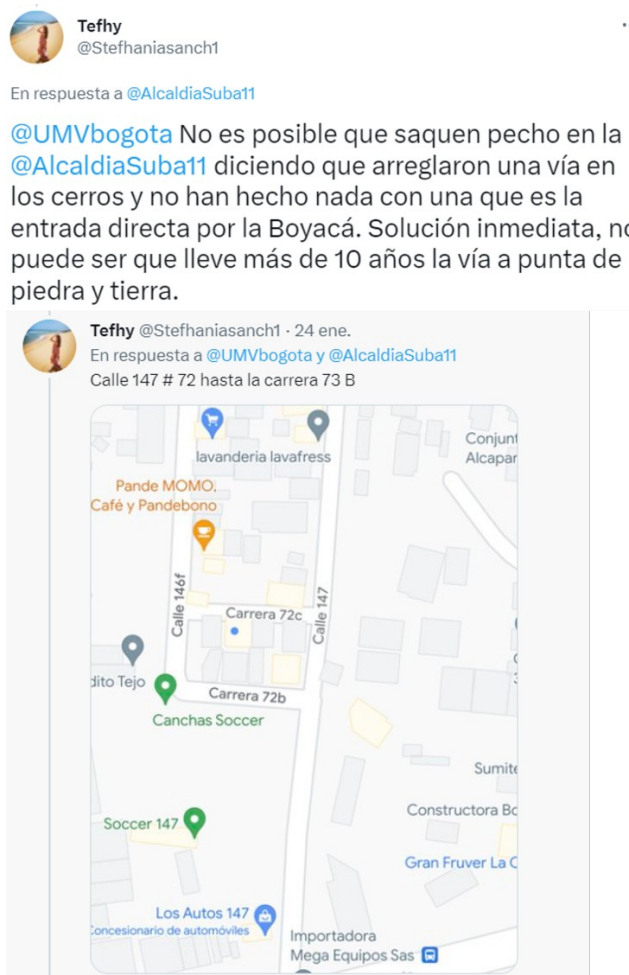 Tefhy
@Stefhaniasanch1
En respuesta a @AlcaldiaSuba11
@UMVbogota No es posible que saquen pecho en la
@AlcaldiaSuba11 diciendo que arreglaron una vía en
los cerros y no han hecho nada con una que es la
entrada directa por la Boyacá. Solución inmediata, no
puede ser que lleve más de 10 años la vía a punta de
piedra y tierra.
Tefhy @Stefhaniasanch1 · 24 ene.
En respuesta a @UMVbogota y @AlcaldiaSuba11
Calle 147 # 72 hasta la carrera 73 B
lavanderia lavafress
Conjunt
Alcapar
Pande MOMO,
Café y Pandebono
Calle 146f
Carrera 72c
Calle 147
dito Tejo
Carrera 72b
Canchas Soccer
Sumite
Soccer 147
Constructora Bo
Gran Fruver La C
Los Autos 147
Concesionario de automóviles
Importadora
Mega Equipos Sas